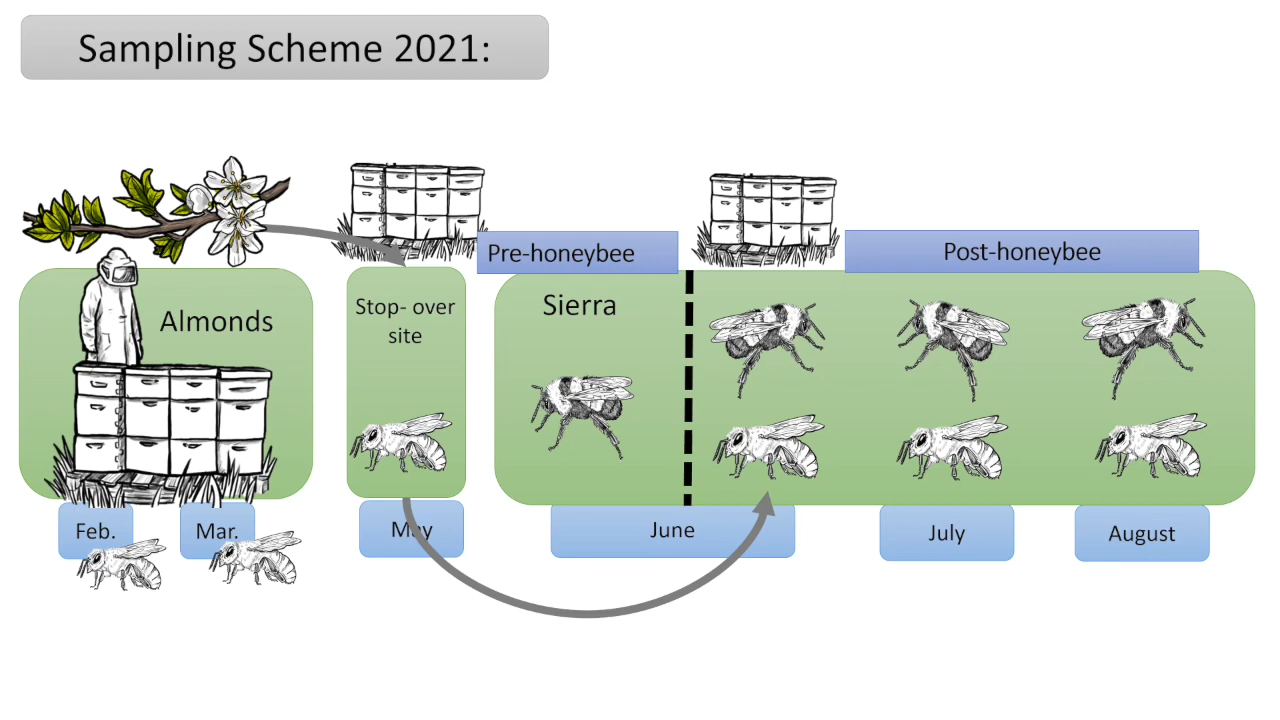 Sampling Scheme 2021:
Pre-honeybee
Post-honeybee
Almonds
Stop- over
site
Sierra
Feb.
Mar.
May
June
July
August